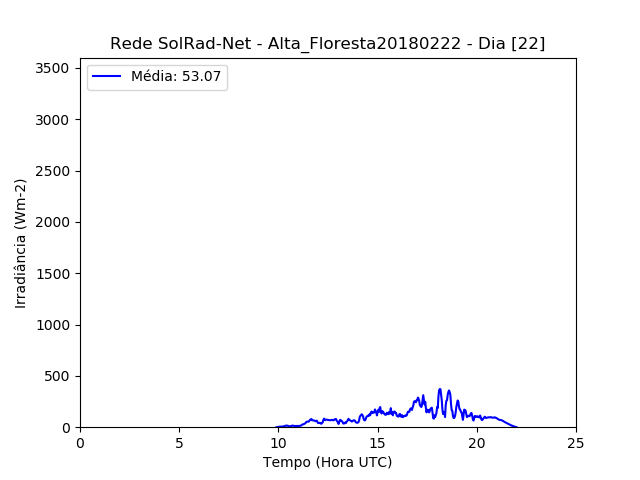 Rede SolRad-Net - Alta_Floresta20180222 - Dia [22]
Média: 53.07
3500
3000
2500
2000
1500
1000
500
0
Irradiância (Wm-2)
0 5 10 15 20 25
Tempo (Hora UTC)